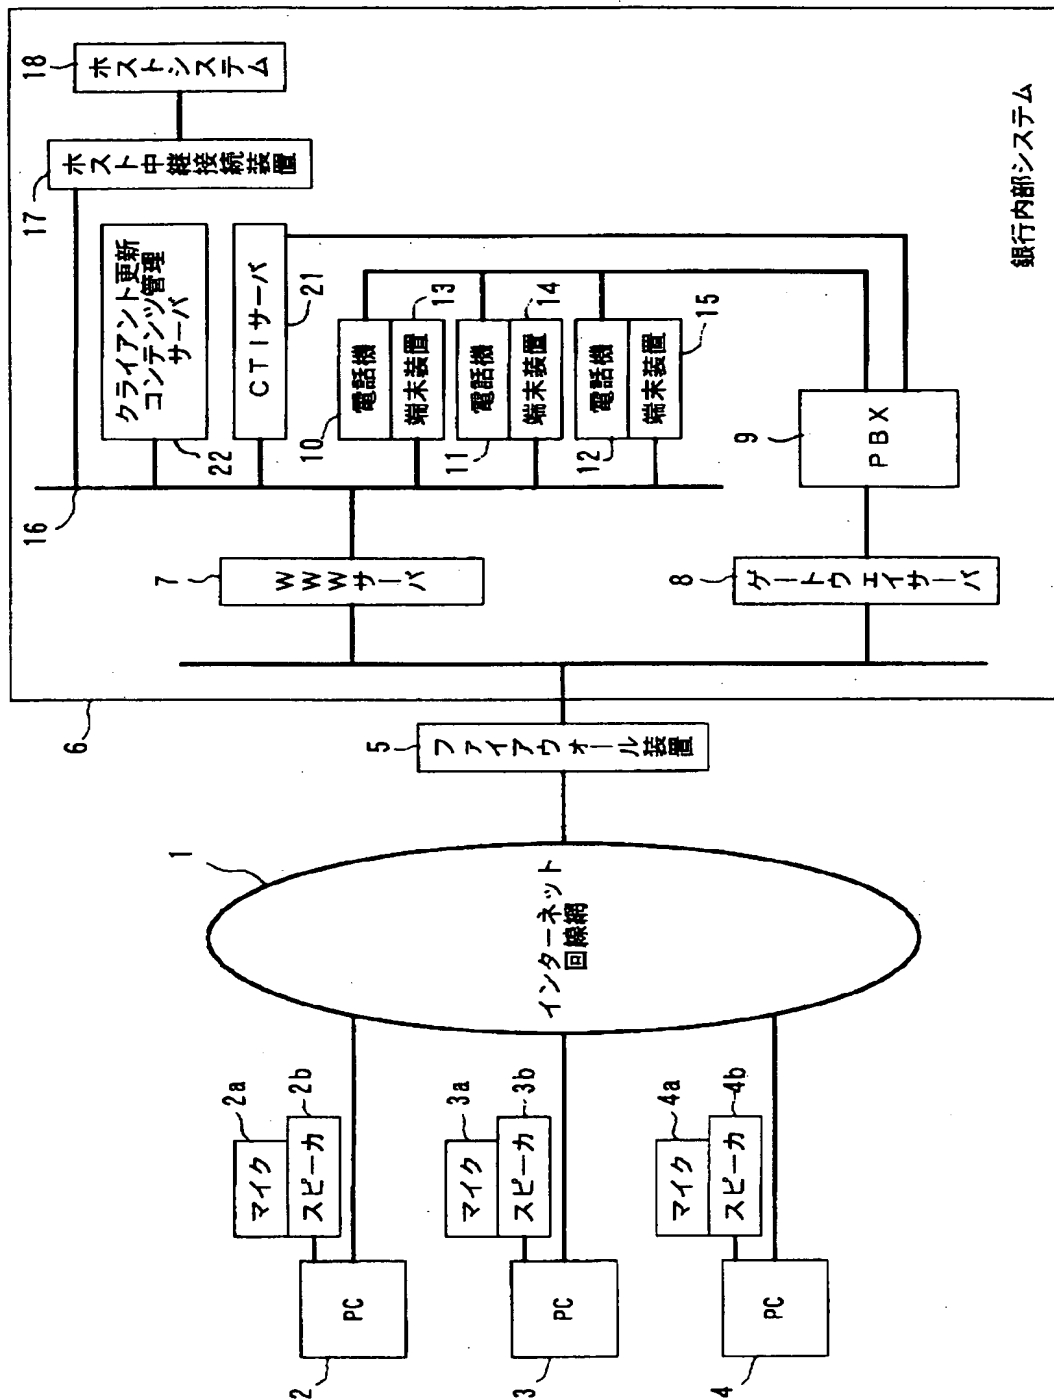 18
ホストシステム
17
ホスト中継接続装置
クライアント更新
コンテンツ管理
サーバ
22
CTIサーバ
21
16
10
電話機
端末装置
13
11
電話機
端末装置
14
12
電話機
端末装置
15
7
WWWサーバ
8
ゲートウエイサーバ
9
PBX
銀行内部システム
6
5
ファイアウォール装置
1
インターネット
回線網
マイク
2a
スピーカ
2b
PC
2
マイク
3a
スピーカ
3b
PC
3
マイク
4a
スピーカ
4b
PC
4